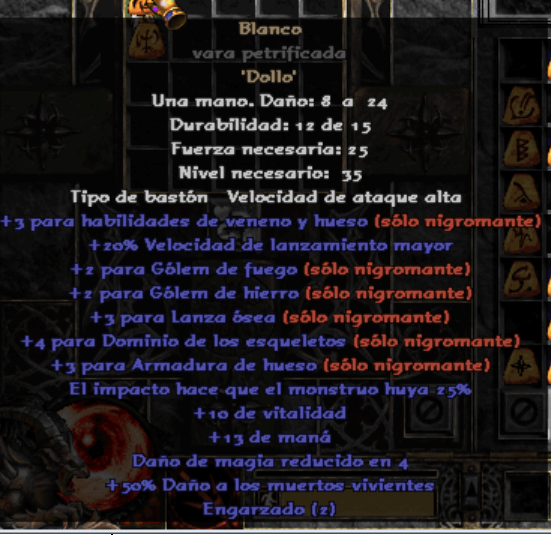 Blanco
vara petrificada
'Dollo'
Una mano. Daño: 8 a 24
Durabilidad: 12 de 15
Fuerza necesaria: 25
Nivel necesario: 35
Tipo de bastón Velocidad de ataque alta
+3 para habilidades de veneno y hueso (sólo nigromante)
+20% Velocidad de lanzamiento mayor
+2 para Gólem de fuego (sólo nigromante)
+2 para Gólem de hierro (sólo nigromante)
+3 para Lanza ósea (sólo nigromante)
+4 para Dominio de los esqueletos (sólo nigromante)
+3 para Armadura de hueso (sólo nigromante)
El impacto hace que el monstruo huya 25%
+10 de vitalidad
+13 de maná
Daño de magia reducido en 4
+50% Daño a los muertos vivientes
Engarzado (2)